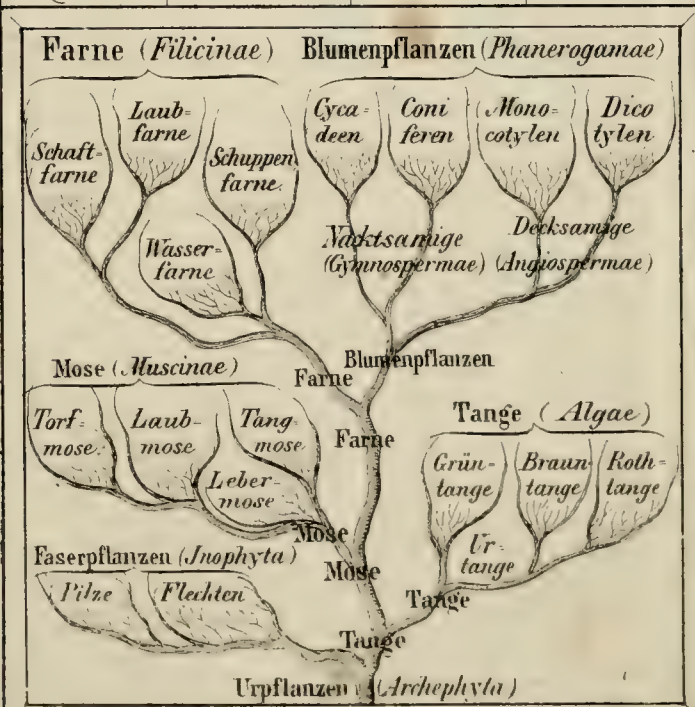 Farne (Filicinae)
Blumenpflanzen (Phanerogamae)
Schaft=
farne
Laub=
farne
Schuppen
farne.
Wasser=
farne
Cyca=
deen
Coni
feren
Mono=
cotylen
Dico
tylen
Nacktsamige
(Gymnospermae)
Decksamige
(Angiospermae)
Blumenpflanzen
Farne
Farne
Mose (Muscinae)
Torf=
mose.
Laub-
mose
Tang=
mose
Leber-
mose
Mose
Mose
Tange (Algae)
Grün=
tange
Braun=
tange
Roth=
tange
Ur-
tange
Tange
Faserpflanzen (Inophyta)
Pilze
Flechten
Tange
Urpflanzen (Archephyta)